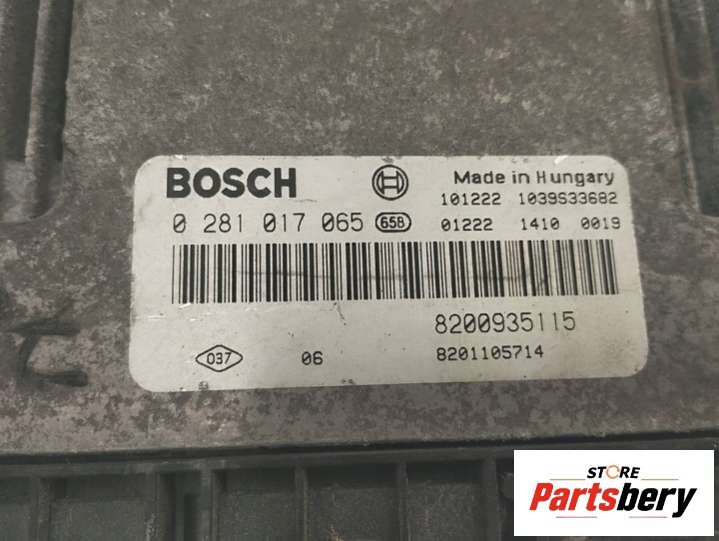 BOSCH Made in Hungary
101222 1039S33682
0 281 017 065 658 01222 1410 0019
8200935115
037 06 8201105714
STORE
Partsbery